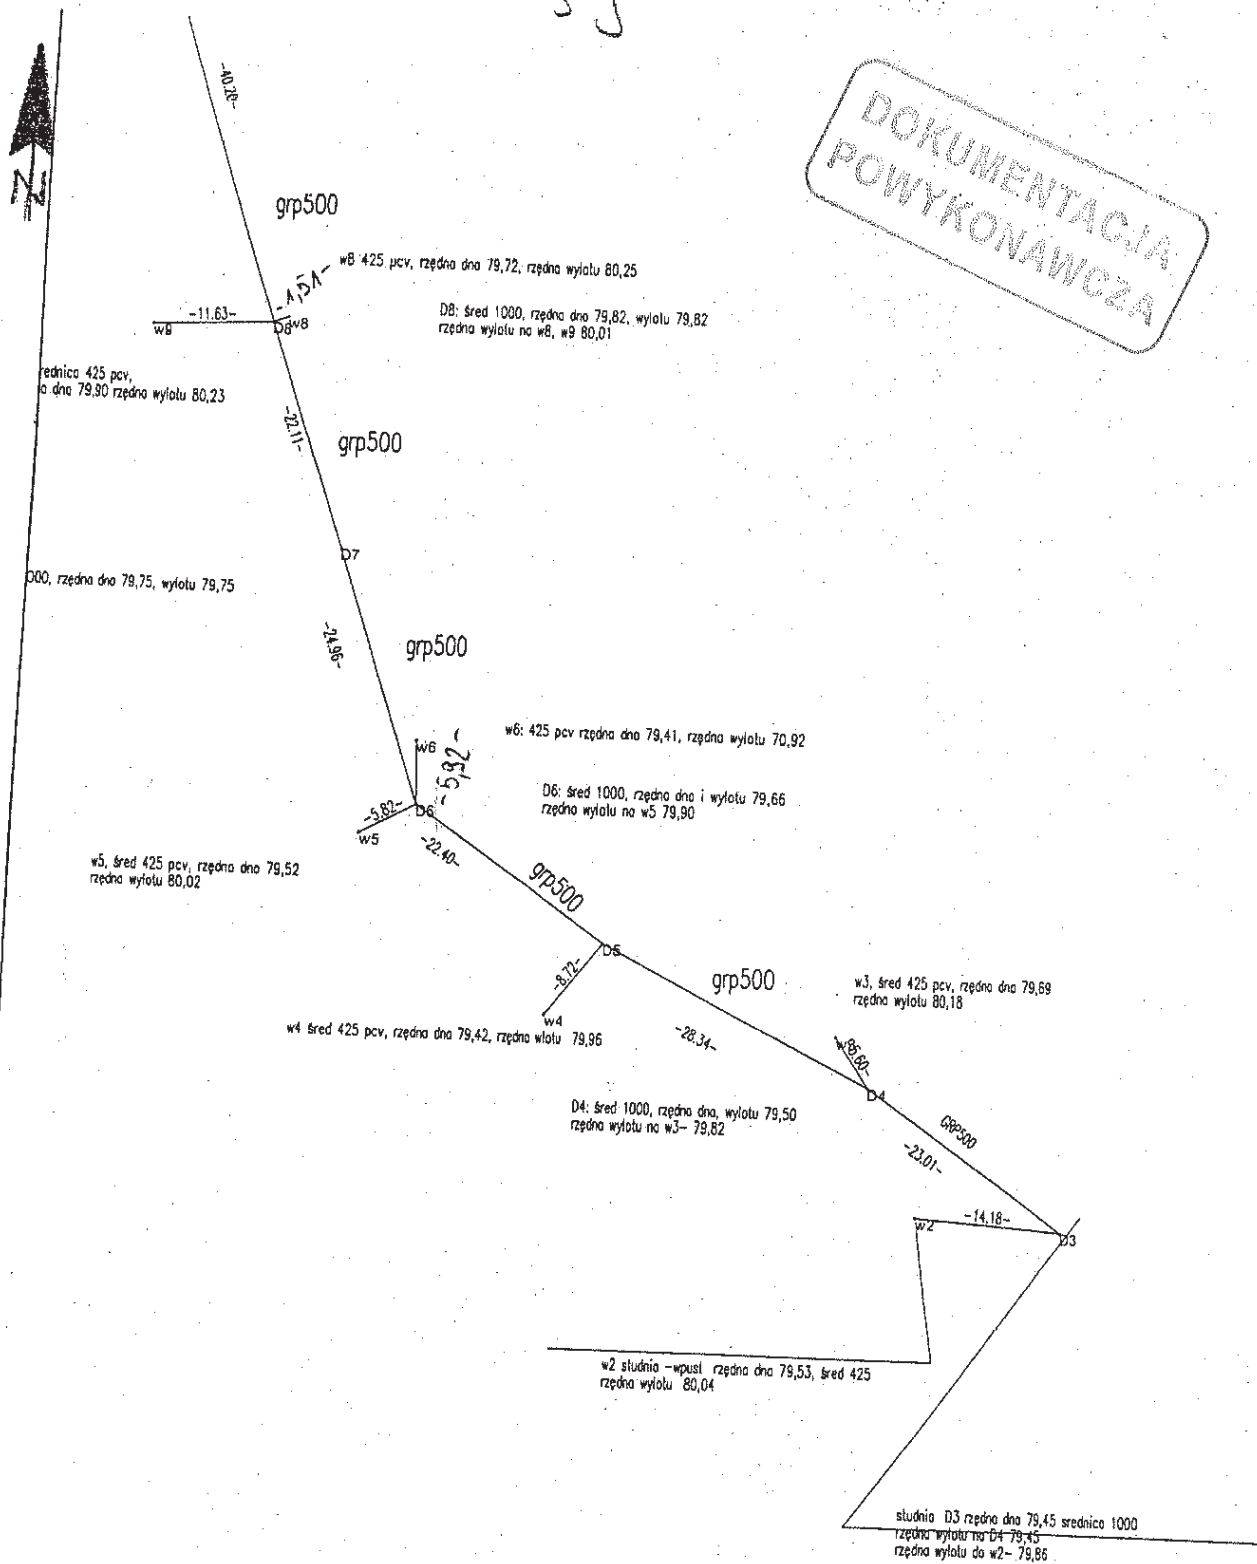 -40.28-
DOKUMENTACJA
POWYKONAWCZA
N
grp500
-1,51-
w8 425 pcv, rzędna dna 79,72, rzędna wylotu 80,25
-11.63-
w9
D8
w8
D8: śred 1000, rzędna dna 79,82, wylotu 79,82
rzędna wylotu na w8, w9 80,01
rednica 425 pcv,
a dna 79,90 rzędna wylotu 80,23
-22.11-
grp500
D7
000, rzędna dna 79,75, wylotu 79,75
-24.96-
grp500
w6
-5,92-
w6: 425 pcv rzędna dna 79,41, rzędna wylotu 70,92
D6: śred 1000, rzędna dna i wylotu 79,66
rzędna wylotu na w5 79,90
-5.82-
D6
w5
-22.40-
w5, śred 425 pcv, rzędna dna 79,52
rzędna wylotu 80,02
grp500
D5
-8.72-
grp500
w3, śred 425 pcv, rzędna dna 79,69
rzędna wylotu 80,18
w4
w4 śred 425 pcv, rzędna dna 79,42, rzędna wlotu 79,96
-28.34-
6.60-
D4
D4: śred 1000, rzędna dna, wylotu 79,50
rzędna wylotu na w3- 79,82
GRP500
-23.01-
w2
-14.18-
D3
w2 studnia -wpust rzędna dna 79,53, śred 425
rzędna wylotu 80,04
studnia D3 rzędna dna 79,45 srednica 1000
rzędna wylotu na D4 79,45
rzędna wylotu do w2- 79,86